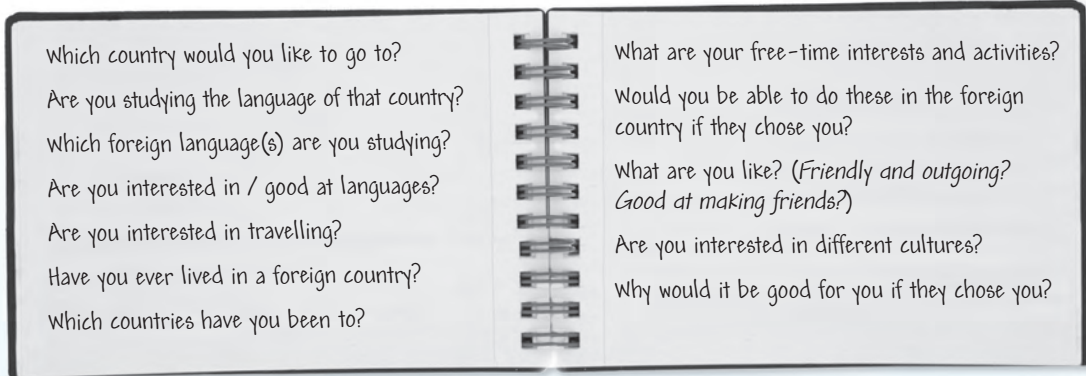 Which country would you like to go to?
Are you studying the language of that country?
Which foreign language(s) are you studying?
Are you interested in / good at languages?
Are you interested in travelling?
Have you ever lived in a foreign country?
Which countries have you been to?
What are your free-time interests and activities?
Would you be able to do these in the foreign
country if they chose you?
What are you like? (Friendly and outgoing?
Good at making friends?)
Are you interested in different cultures?
Why would it be good for you if they chose you?